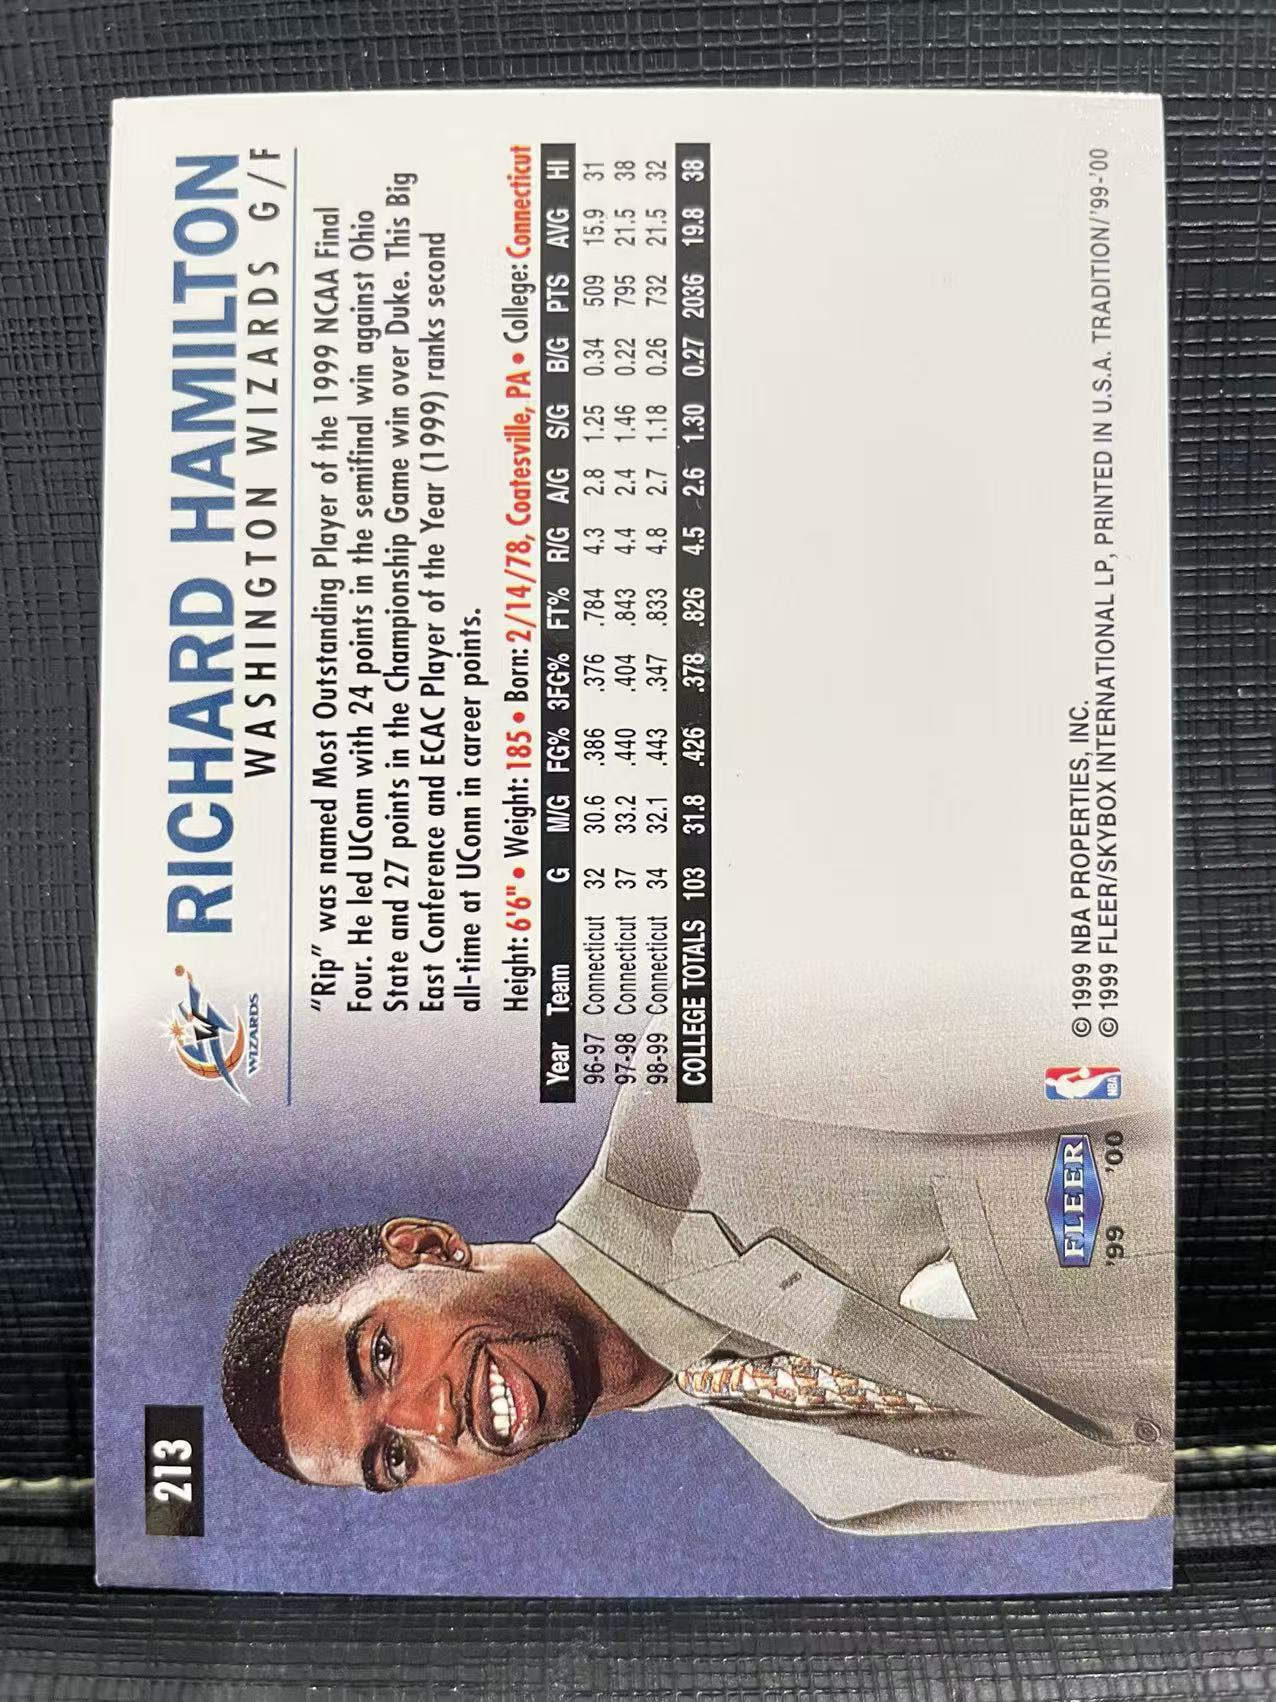 213
WIZARDS
RICHARD HAMILTON
WASHINGTON WIZARDS G/F
“Rip” was named Most Outstanding Player of the 1999 NCAA Final
Four. He led UConn with 24 points in the semifinal win against Ohio
State and 27 points in the Championship Game win over Duke. This Big
East Conference and ECAC Player of the Year (1999) ranks second
all-time at UConn in career points.
Height: 6'6" • Weight: 185 • Born: 2/14/78, Coatesville, PA • College: Connecticut
Year Team G M/G FG% 3FG% FT% R/G A/G S/G B/G PTS AVG HI
96-97 Connecticut 32 30.6 .386 .376 .784 4.3 2.8 1.25 0.34 509 15.9 31
97-98 Connecticut 37 33.2 .440 .404 .843 4.4 2.4 1.46 0.22 795 21.5 38
98-99 Connecticut 34 32.1 .443 .347 .833 4.8 2.7 1.18 0.26 732 21.5 32
COLLEGE TOTALS 103 31.8 .426 .378 .826 4.5 2.6 1.30 0.27 2036 19.8 38
FLEER
'99 '00
NBA
© 1999 NBA PROPERTIES, INC.
© 1999 FLEER/SKYBOX INTERNATIONAL LP, PRINTED IN U.S.A. TRADITION/'99-'00